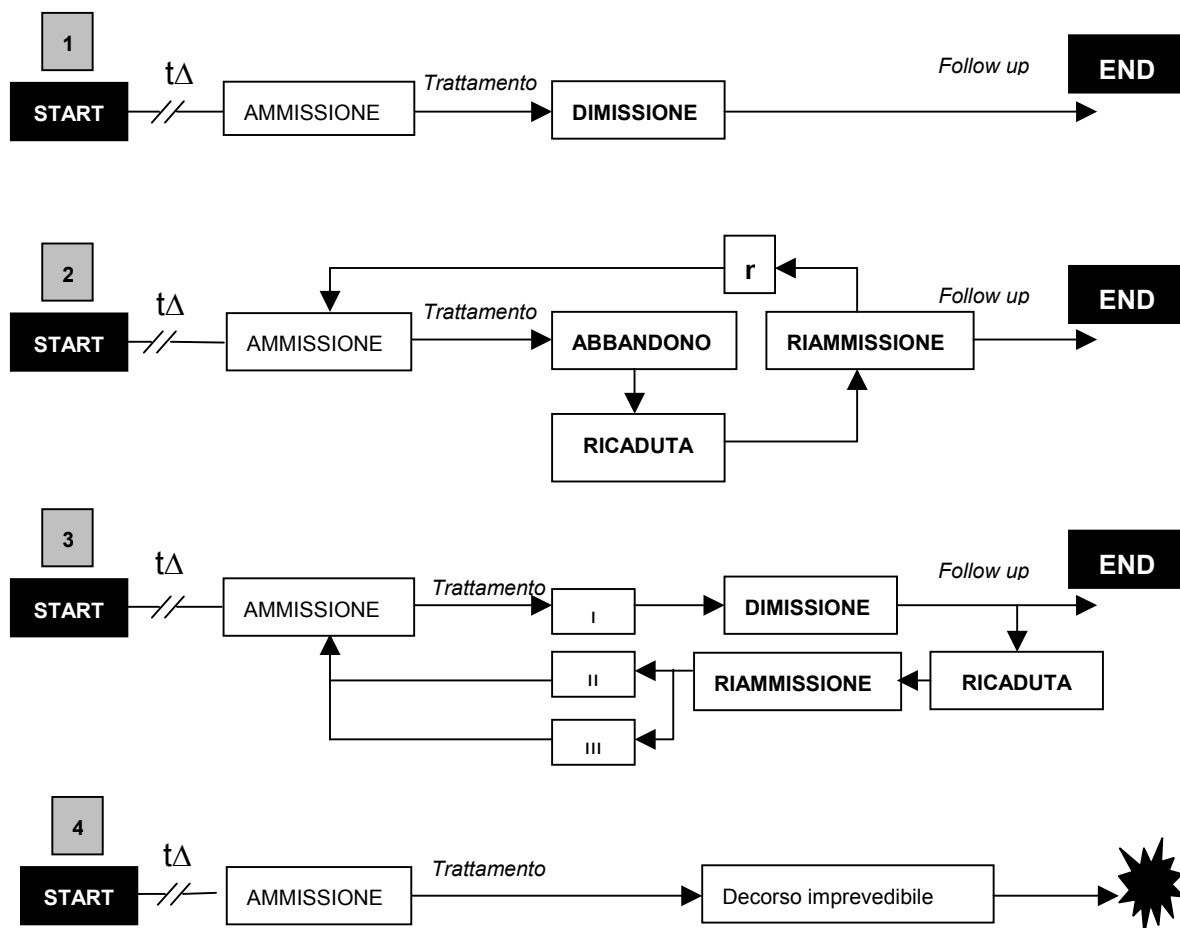 1
tΔ
Trattamento
Follow up
END
START
AMMISSIONE
DIMISSIONE
2
r
tΔ
Trattamento
Follow up
END
START
AMMISSIONE
ABBANDONO
RIAMMISSIONE
RICADUTA
3
tΔ
Trattamento
Follow up
END
START
AMMISSIONE
I
DIMISSIONE
II
RIAMMISSIONE
RICADUTA
III
4
tΔ
Trattamento
START
AMMISSIONE
Decorso imprevedibile